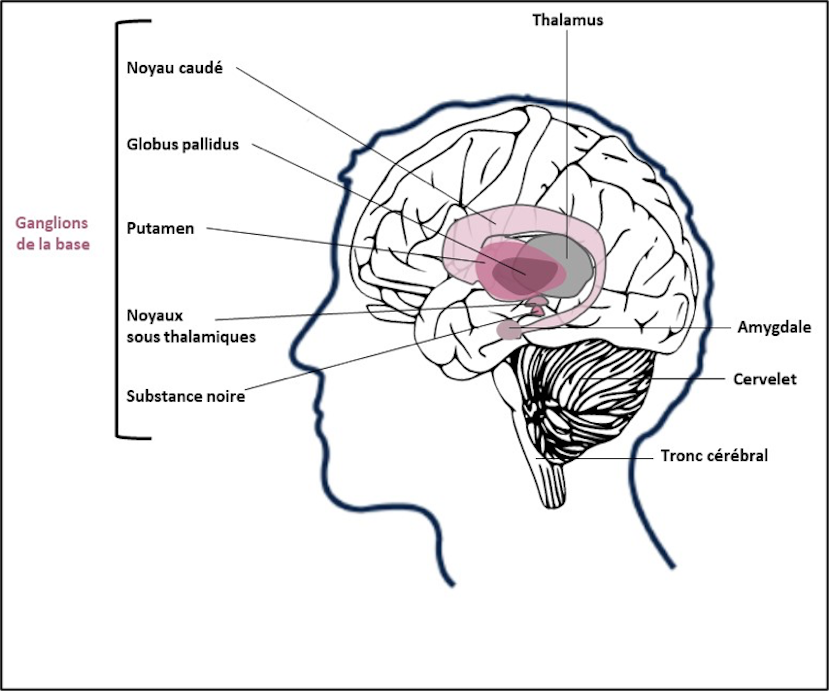 Thalamus
Noyau caudé
Globus pallidus
Ganglions
de la base
Putamen
Noyaux
sous thalamiques
Substance noire
Amygdale
Cervelet
Tronc cérébral